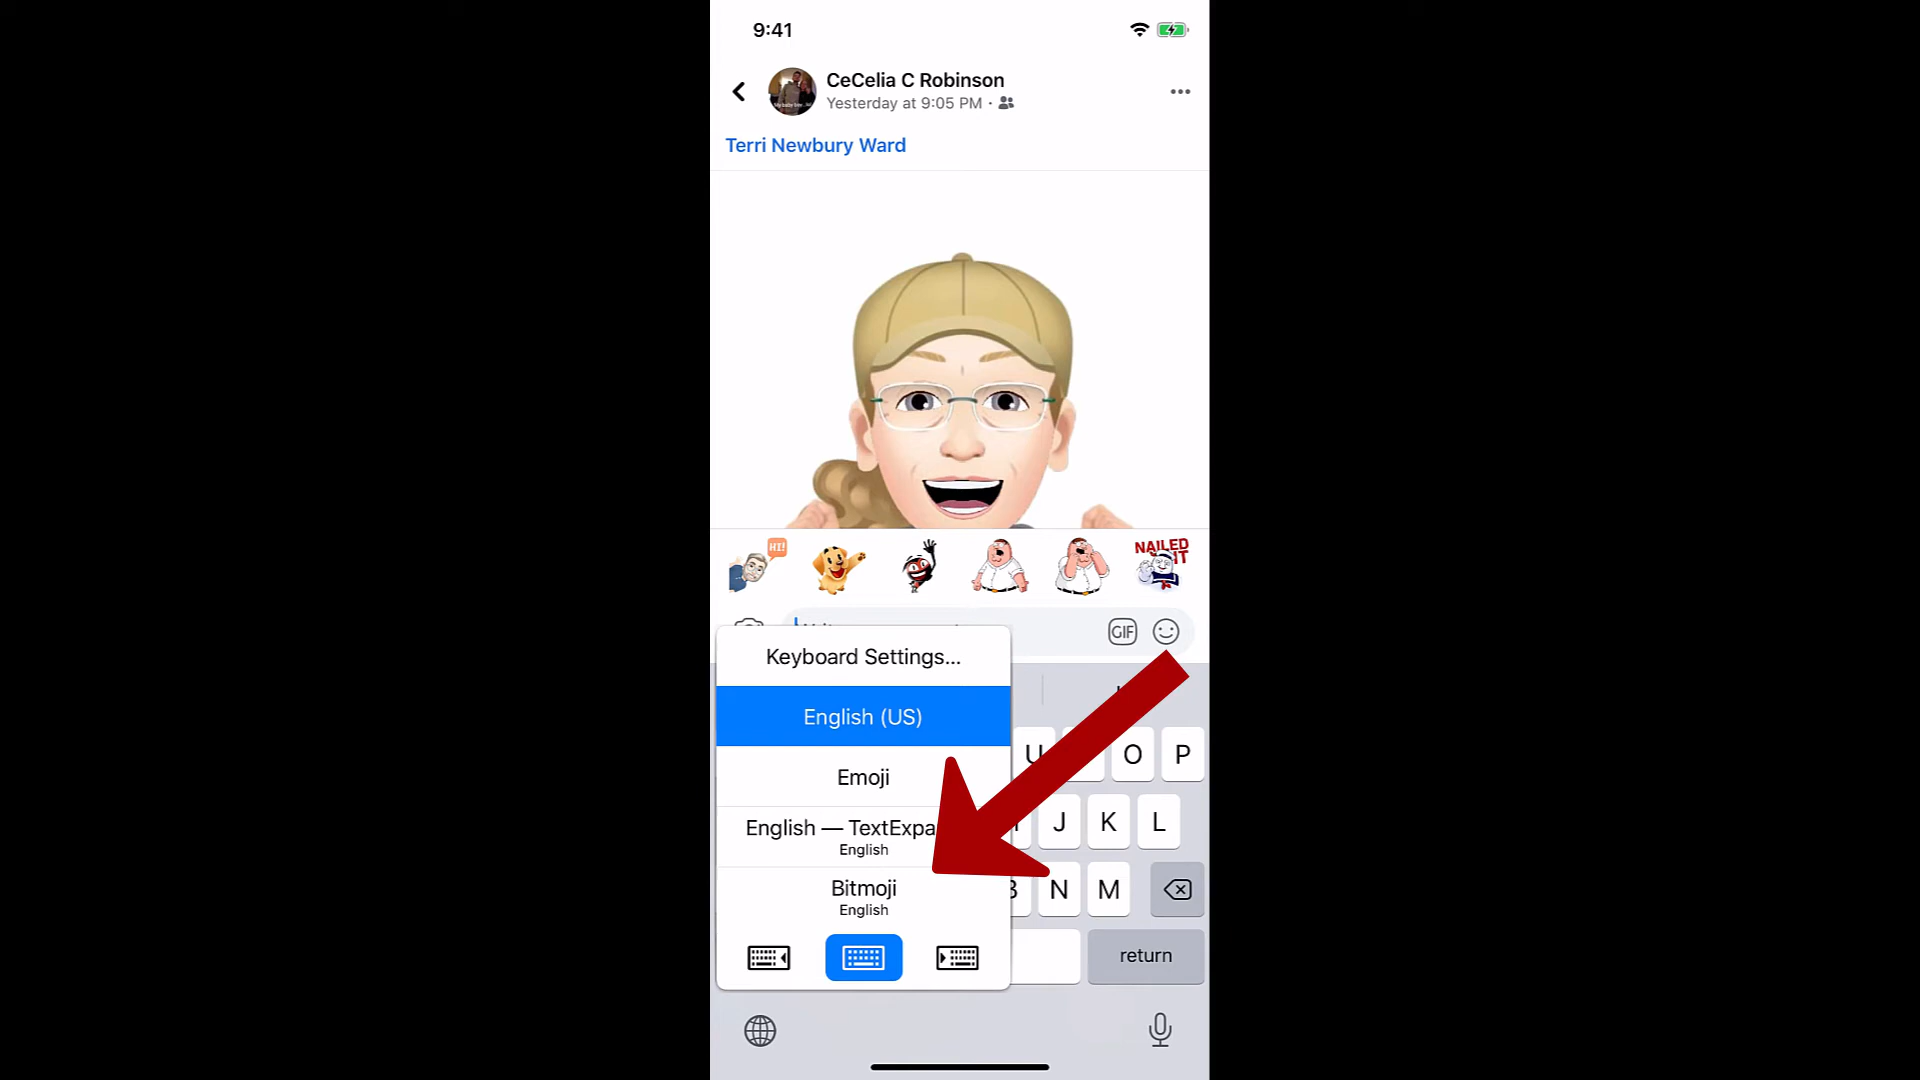 9:41
CeCelia C Robinson
Yesterday at 9:05 PM ·
Terri Newbury Ward
HI!
NAILED
IT
GIF
Keyboard Settings...
English (US)
Emoji
English — TextExpa
English
Bitmoji
English
U O P
J K L
B N M
return